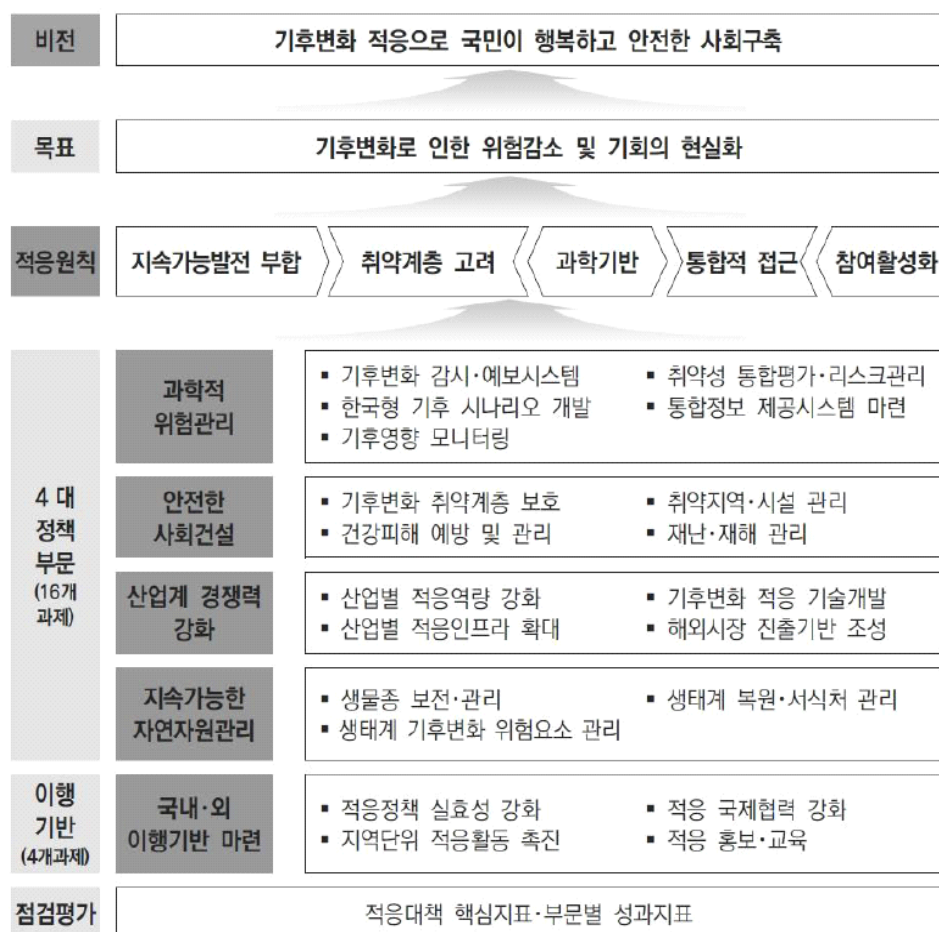 비전
기후변화 적응으로 국민이 행복하고 안전한 사회구축
목표
기후변화로 인한 위험감소 및 기회의 현실화
적응원칙
지속가능발전 부합
취약계층 고려
과학기반
통합적 접근
참여활성화
4 대
정책
부문
(16개
과제)
과학적
위험관리
▪ 기후변화 감시·예보시스템
▪ 한국형 기후 시나리오 개발
▪ 기후영향 모니터링
▪ 취약성 통합평가·리스크관리
▪ 통합정보 제공시스템 마련
안전한
사회건설
▪ 기후변화 취약계층 보호
▪ 건강피해 예방 및 관리
▪ 취약지역·시설 관리
▪ 재난·재해 관리
산업계 경쟁력
강화
▪ 산업별 적응역량 강화
▪ 산업별 적응인프라 확대
▪ 기후변화 적응 기술개발
▪ 해외시장 진출기반 조성
지속가능한
자연자원관리
▪ 생물종 보전·관리
▪ 생태계 기후변화 위험요소 관리
▪ 생태계 복원·서식처 관리
이행
기반
(4개과제)
국내·외
이행기반 마련
▪ 적응정책 실효성 강화
▪ 지역단위 적응활동 촉진
▪ 적응 국제협력 강화
▪ 적응 홍보·교육
점검평가
적응대책 핵심지표·부문별 성과지표